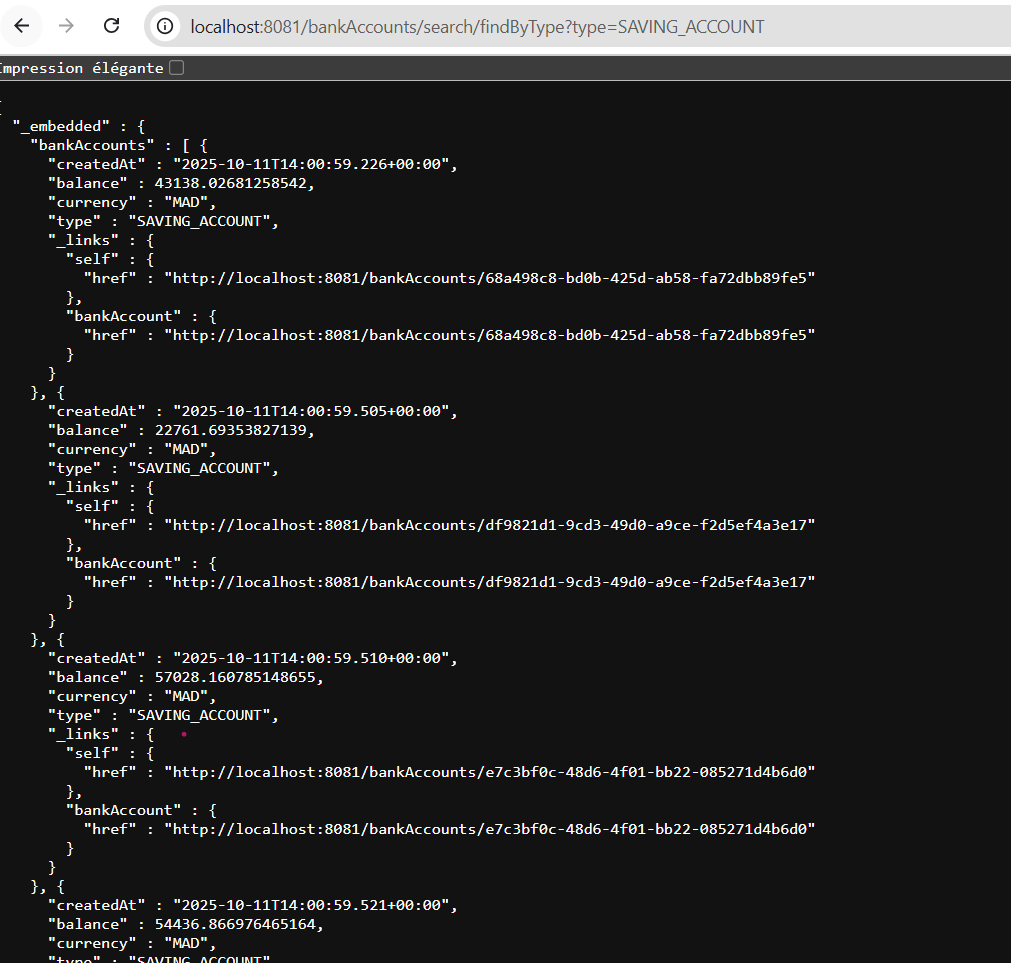 localhost:8081/bankAccounts/search/findByType?type=SAVING_ACCOUNT
Impression élégante
{
"_embedded" : {
"bankAccounts" : [ {
"createdAt" : "2025-10-11T14:00:59.226+00:00",
"balance" : 43138.02681258542,
"currency" : "MAD",
"type" : "SAVING_ACCOUNT",
"_links" : {
"self" : {
"href" : "http://localhost:8081/bankAccounts/68a498c8-bd0b-425d-ab58-fa72dbb89fe5"
},
"bankAccount" : {
"href" : "http://localhost:8081/bankAccounts/68a498c8-bd0b-425d-ab58-fa72dbb89fe5"
}
}
}, {
"createdAt" : "2025-10-11T14:00:59.505+00:00",
"balance" : 22761.69353827139,
"currency" : "MAD",
"type" : "SAVING_ACCOUNT",
"_links" : {
"self" : {
"href" : "http://localhost:8081/bankAccounts/df9821d1-9cd3-49d0-a9ce-f2d5ef4a3e17"
},
"bankAccount" : {
"href" : "http://localhost:8081/bankAccounts/df9821d1-9cd3-49d0-a9ce-f2d5ef4a3e17"
}
}
}, {
"createdAt" : "2025-10-11T14:00:59.510+00:00",
"balance" : 57028.160785148655,
"currency" : "MAD",
"type" : "SAVING_ACCOUNT",
"_links" : {
"self" : {
"href" : "http://localhost:8081/bankAccounts/e7c3bf0c-48d6-4f01-bb22-085271d4b6d0"
},
"bankAccount" : {
"href" : "http://localhost:8081/bankAccounts/e7c3bf0c-48d6-4f01-bb22-085271d4b6d0"
}
}
}, {
"createdAt" : "2025-10-11T14:00:59.521+00:00",
"balance" : 54436.866976465164,
"currency" : "MAD",
"type" : "SAVING_ACCOUNT"